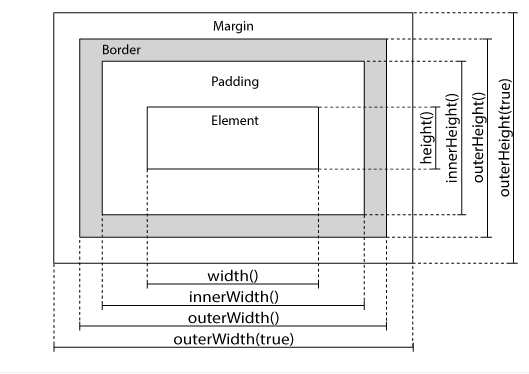 Margin
Border
Padding
Element
height()
innerHeight()
outerHeight()
outerHeight(true)
width()
innerWidth()
outerWidth()
outerWidth(true)